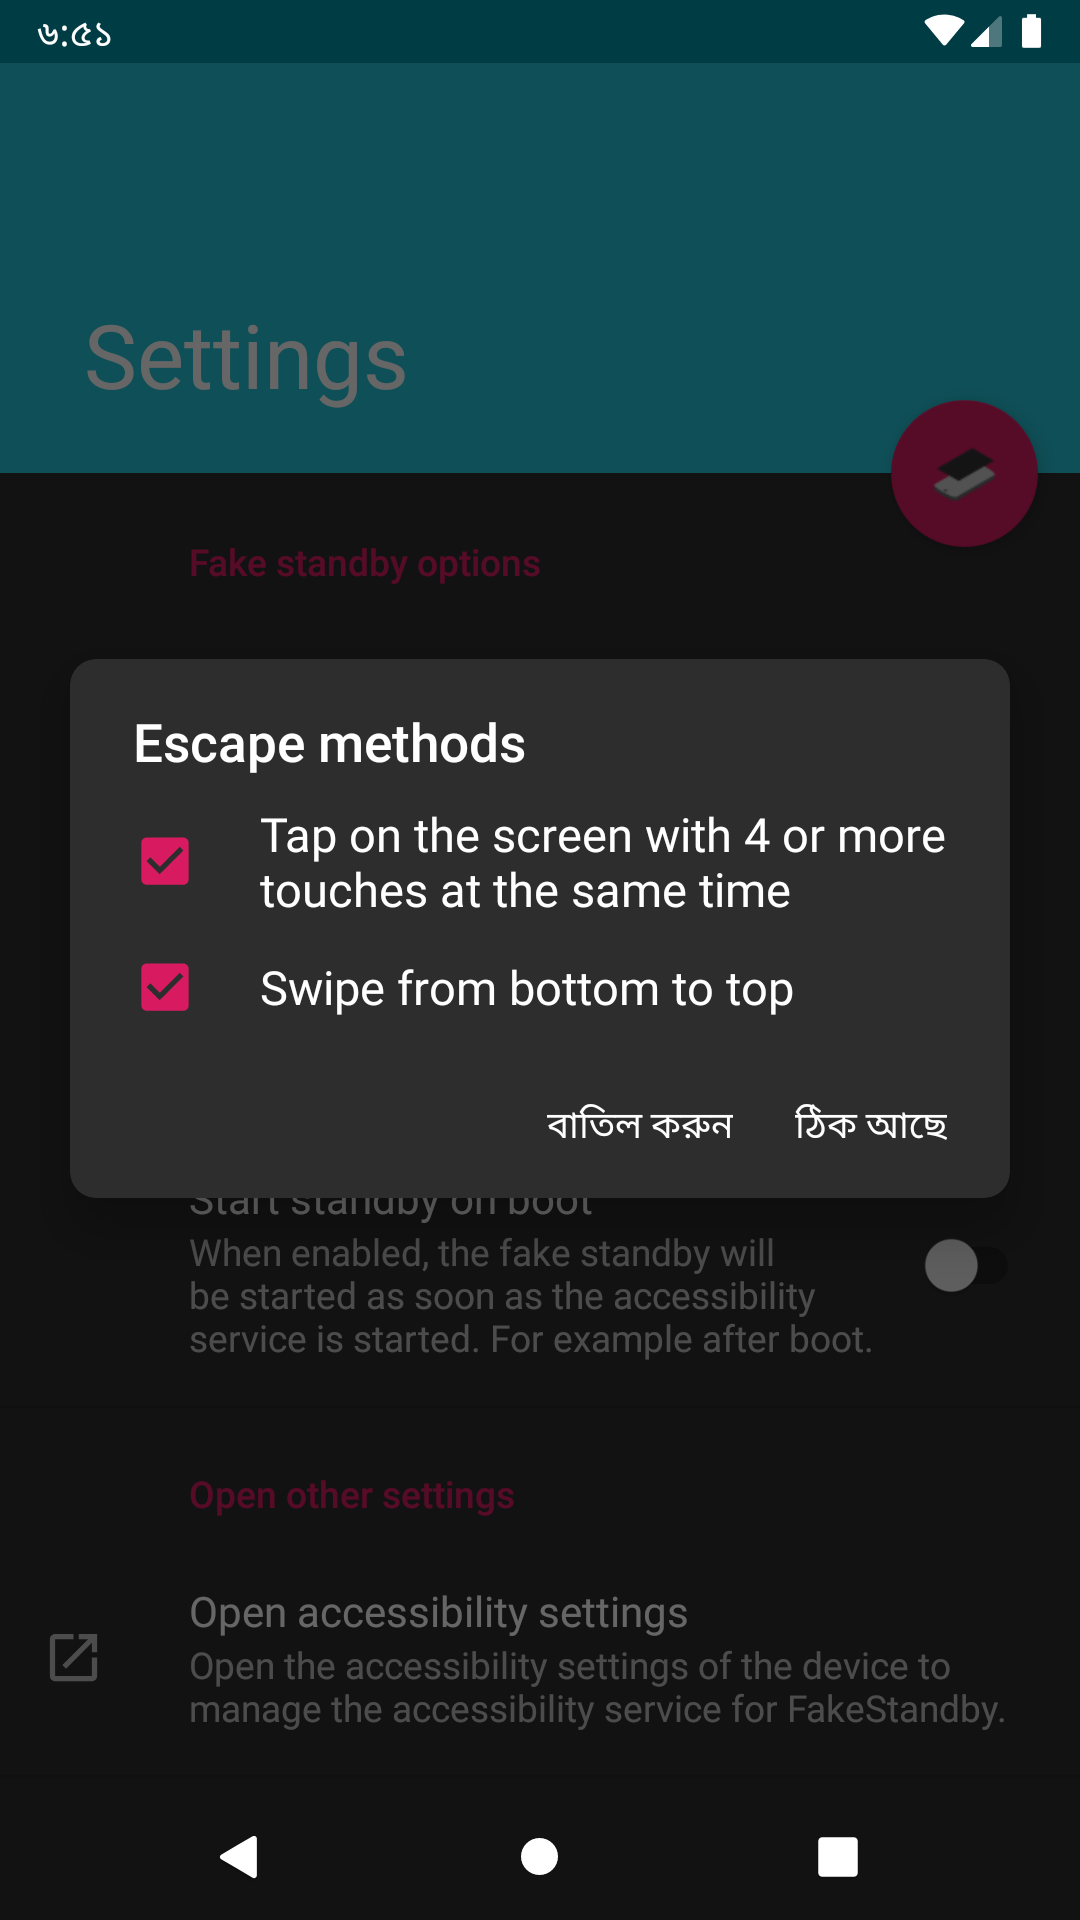 ৬:৫১
Settings
Fake standby options
Escape methods
Tap on the screen with 4 or more
touches at the same time
Swipe from bottom to top
বাতিল করুন ঠিক আছে
Start standby on boot
When enabled, the fake standby will
be started as soon as the accessibility
service is started. For example after boot.
Open other settings
Open accessibility settings
Open the accessibility settings of the device to
manage the accessibility service for FakeStandby.